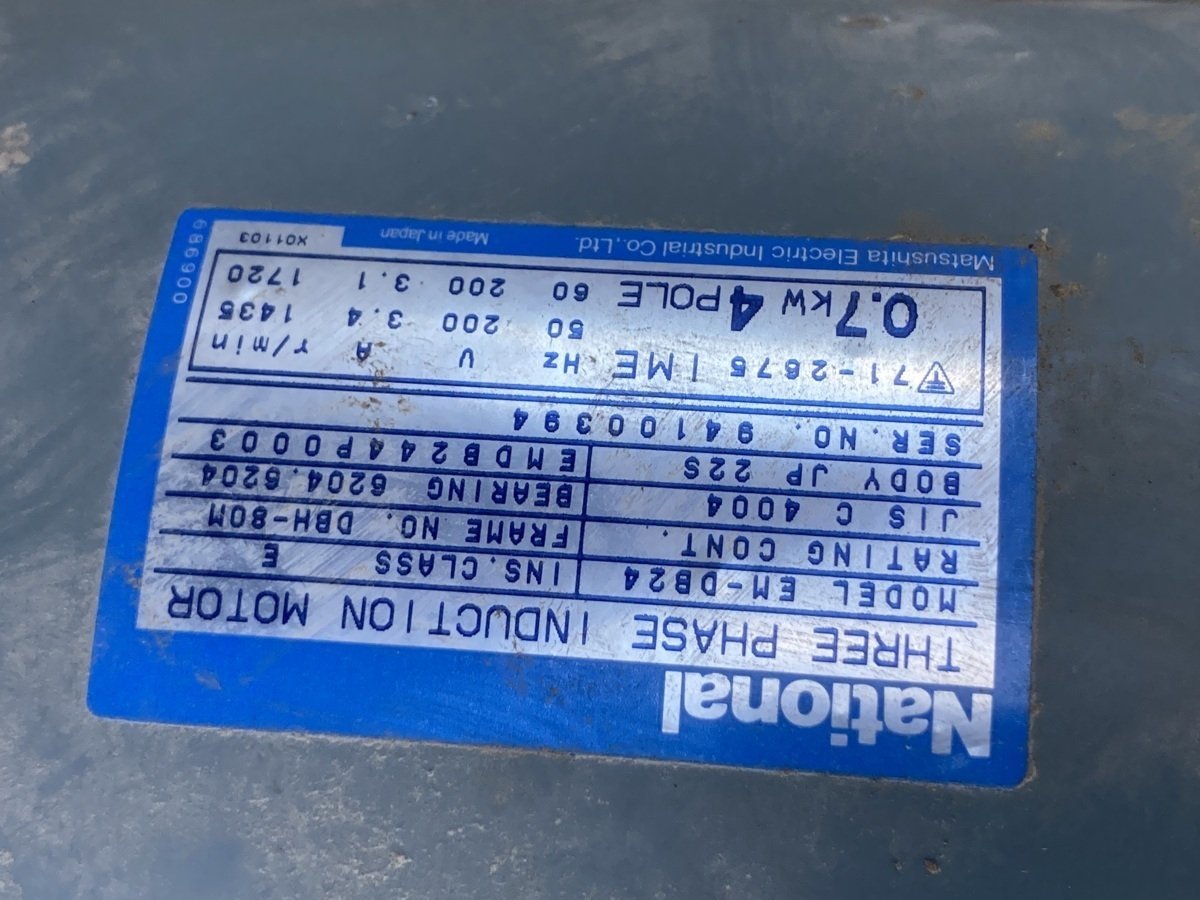 National
THREE PHASE INDUCTION MOTOR
MODEL EM-DB24 INS. CLASS E
RATING CONT. FRAME NO. DBH-80M
JIS C 4004 BEARING 6204.6204
BODY JP 22S EMDB244P0003
SER. NO. 94100394
71-2675 IME Hz V A r/min
0.7kW 4POLE 50 200 3.4 1435
60 200 3.1 1720
Matsushita Electric Industrial Co.,Ltd. Made in Japan X01103